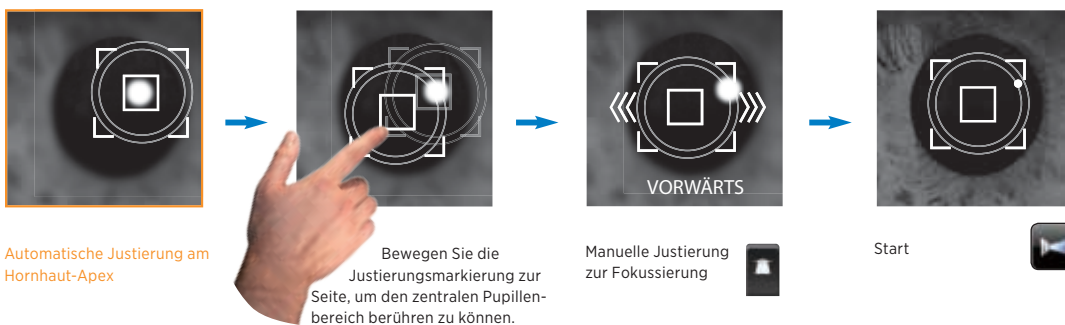 VORWÄRTS
Automatische Justierung am
Hornhaut-Apex
Bewegen Sie die
Justierungsmarkierung zur
Seite, um den zentralen Pupillen-
bereich berühren zu können.
Manuelle Justierung
zur Fokussierung
Start